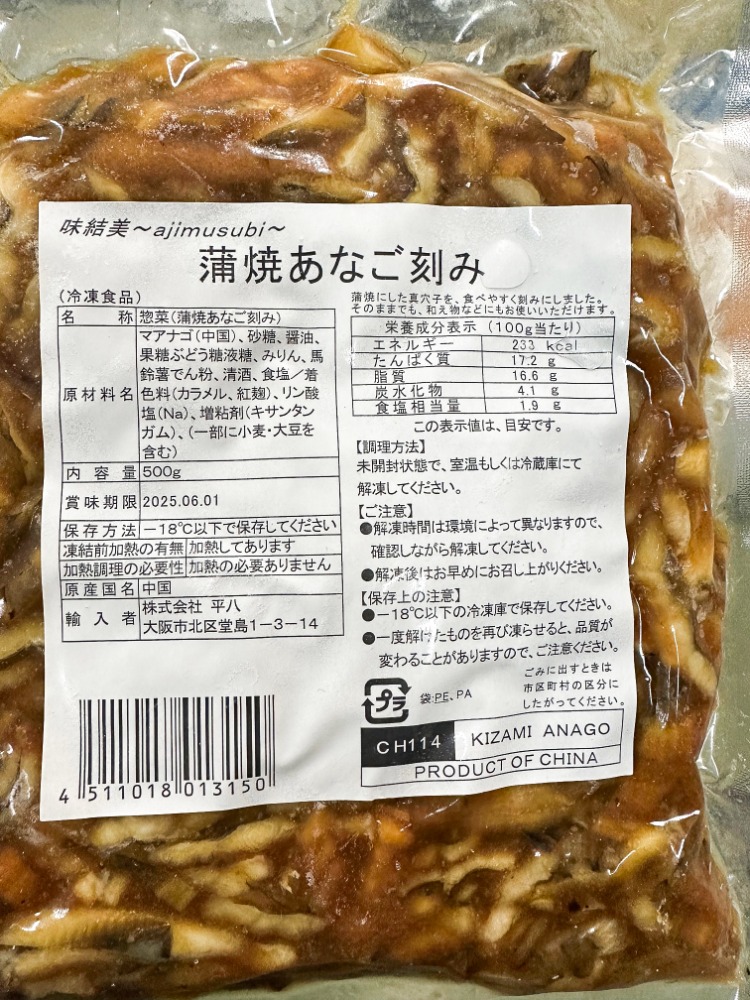 味結美～ajimusubi～
蒲焼あなご刻み
(冷凍食品)
名 称 惣菜(蒲焼あなご刻み)
原材料名 マアナゴ(中国)、砂糖、醤油、
果糖ぶどう糖液糖、みりん、馬
鈴薯でん粉、清酒、食塩／着
色料(カラメル、紅麹)、リン酸
塩(Na)、増粘剤(キサンタン
ガム)、(一部に小麦・大豆を
含む)
内容量 500g
賞味期限 2025.06.01
保存方法 －18℃以下で保存してください
凍結前加熱の有無 加熱してあります
加熱調理の必要性 加熱の必要ありません
原産国名 中国
輸入者 株式会社 平八
大阪市北区堂島1－3－14
4 511018 013150
蒲焼にした真穴子を、食べやすく刻みにしました。
そのままでも、和え物などにもお使いいただけます。
栄養成分表示 (100g当たり)
エネルギー 233 kcal
たんぱく質 17.2 g
脂質 16.6 g
炭水化物 4.1 g
食塩相当量 1.9 g
この表示値は、目安です。
【調理方法】
未開封状態で、室温もしくは冷蔵庫にて
解凍してください。
【ご注意】
●解凍時間は環境によって異なりますので、
確認しながら解凍してください。
●解凍後はお早めにお召し上がりください。
【保存上の注意】
●－18℃以下の冷凍庫で保存してください。
●一度解けたものを再び凍らせると、品質が
変わることがありますので、ご注意ください。
プラ
袋:PE、PA
ごみに出すときは
市区町村の区分に
したがってください。
CH114 KIZAMI ANAGO
PRODUCT OF CHINA